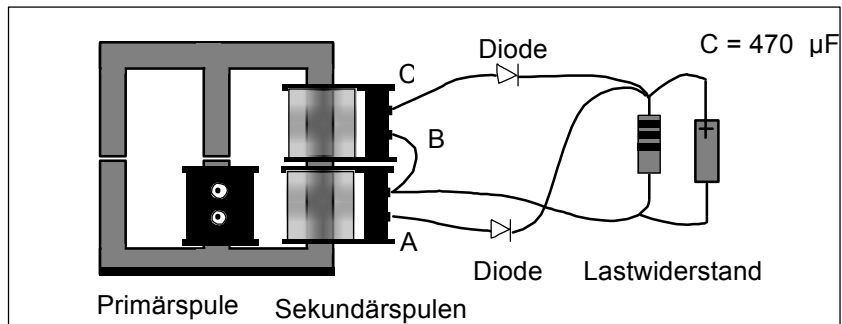 Diode
C = 470 µF
C
B
+
A
Diode
Lastwiderstand
Primärspule
Sekundärspulen